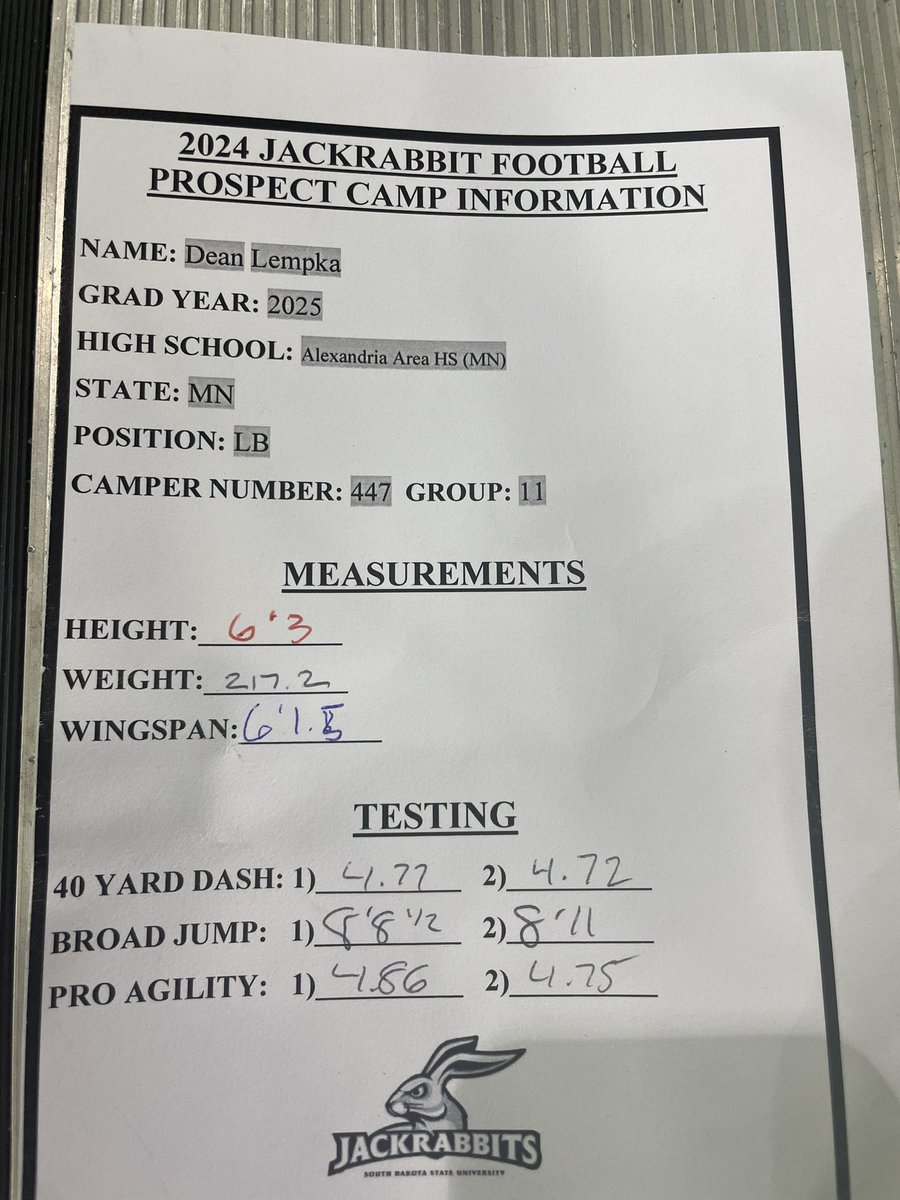 2024 JACKRABBIT FOOTBALL
PROSPECT CAMP INFORMATION
NAME: Dean Lempka
GRAD YEAR: 2025
HIGH SCHOOL: Alexandria Area HS (MN)
STATE: MN
POSITION: LB
CAMPER NUMBER: 447 GROUP: 11
MEASUREMENTS
HEIGHT: 6'3
WEIGHT: 217.2
WINGSPAN: 6'1.5
TESTING
40 YARD DASH: 1) 4.77 2) 4.72
BROAD JUMP: 1) 8'8 1/2 2) 8'11
PRO AGILITY: 1) 4.86 2) 4.75
JACKRABBITS
SOUTH DAKOTA STATE UNIVERSITY